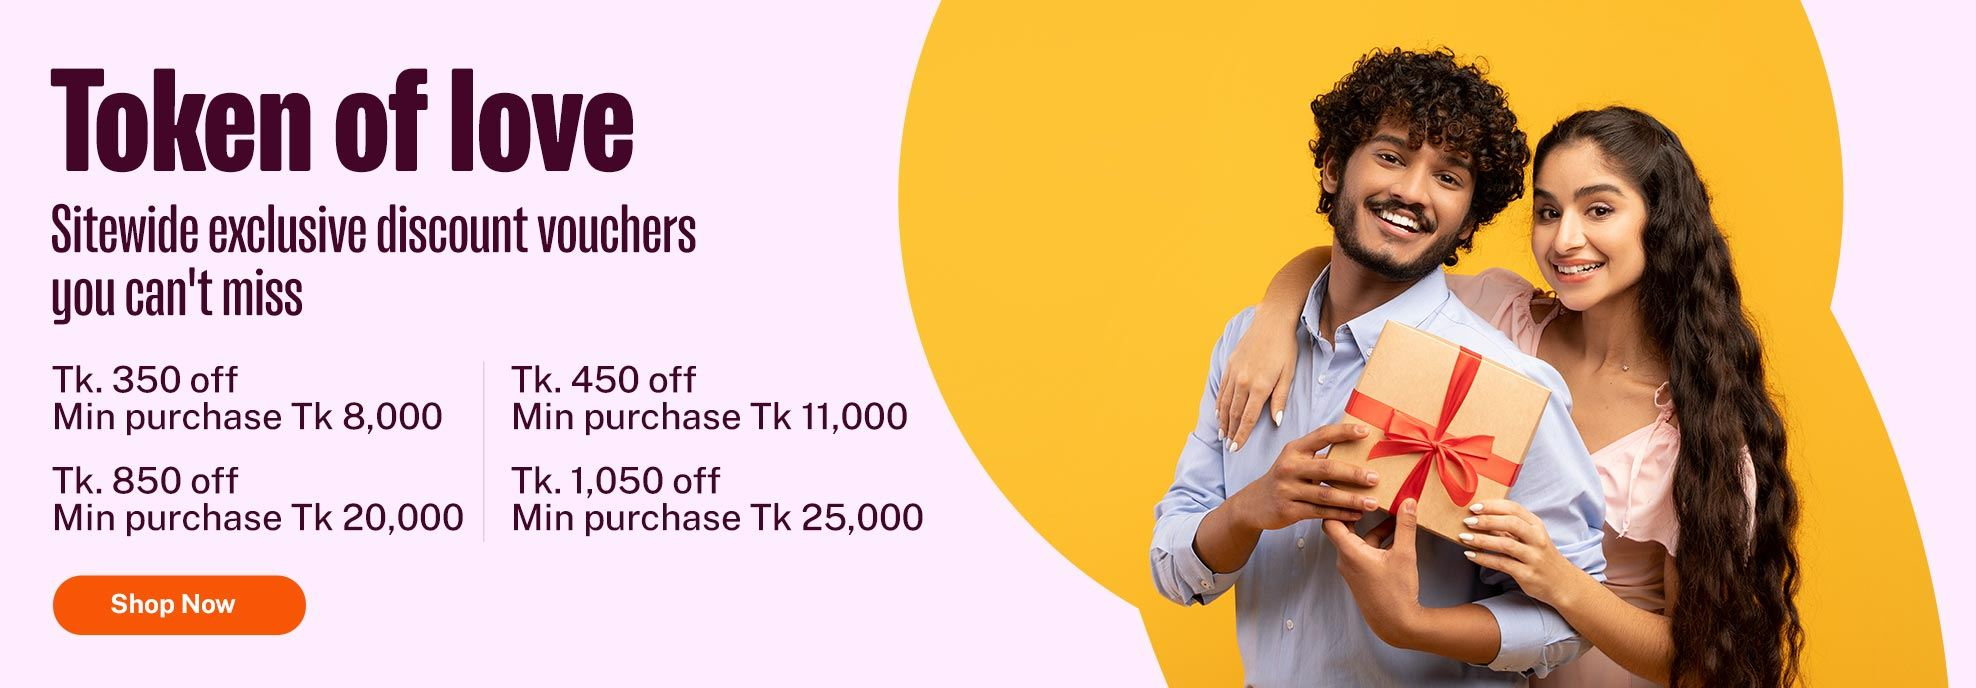 Token of love
Sitewide exclusive discount vouchers
you can't miss
Tk. 350 off
Min purchase Tk 8,000
Tk. 450 off
Min purchase Tk 11,000
Tk. 850 off
Min purchase Tk 20,000
Tk. 1,050 off
Min purchase Tk 25,000
Shop Now